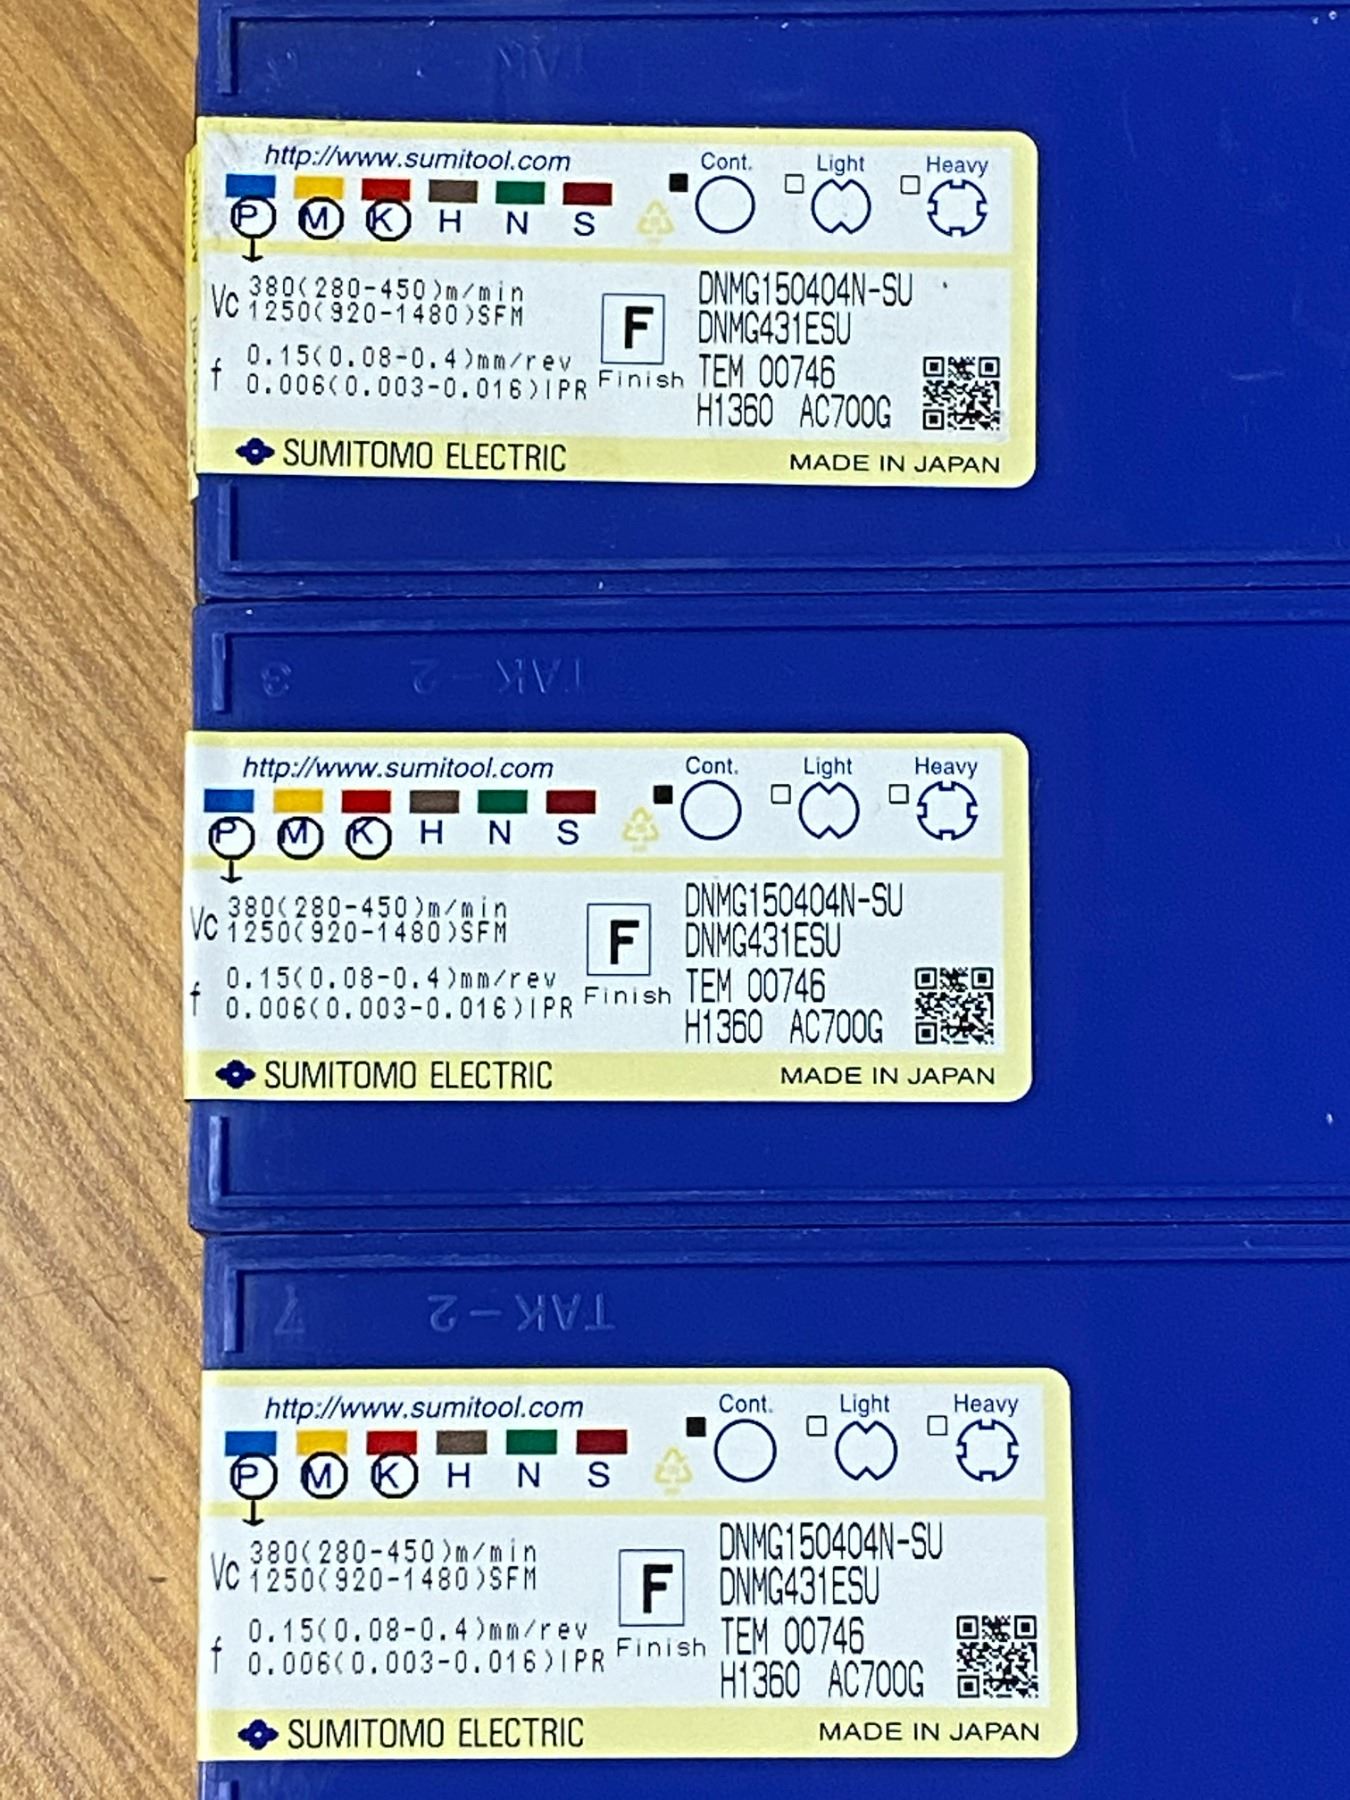 TAK-2
http://www.sumitool.com
P M K H N S
Cont. Light Heavy
Vc 380(280-450)m/min
1250(920-1480)SFM
f 0.15(0.08-0.4)mm/rev
0.006(0.003-0.016)IPR
F
Finish
DNMG150404N-SU
DNMG431ESU
TEM 00746
H1360 AC700G
SUMITOMO ELECTRIC
MADE IN JAPAN
3 TAK-2
http://www.sumitool.com
P M K H N S
Cont. Light Heavy
Vc 380(280-450)m/min
1250(920-1480)SFM
f 0.15(0.08-0.4)mm/rev
0.006(0.003-0.016)IPR
F
Finish
DNMG150404N-SU
DNMG431ESU
TEM 00746
H1360 AC700G
SUMITOMO ELECTRIC
MADE IN JAPAN
7 TAK-2
http://www.sumitool.com
P M K H N S
Cont. Light Heavy
Vc 380(280-450)m/min
1250(920-1480)SFM
f 0.15(0.08-0.4)mm/rev
0.006(0.003-0.016)IPR
F
Finish
DNMG150404N-SU
DNMG431ESU
TEM 00746
H1360 AC700G
SUMITOMO ELECTRIC
MADE IN JAPAN